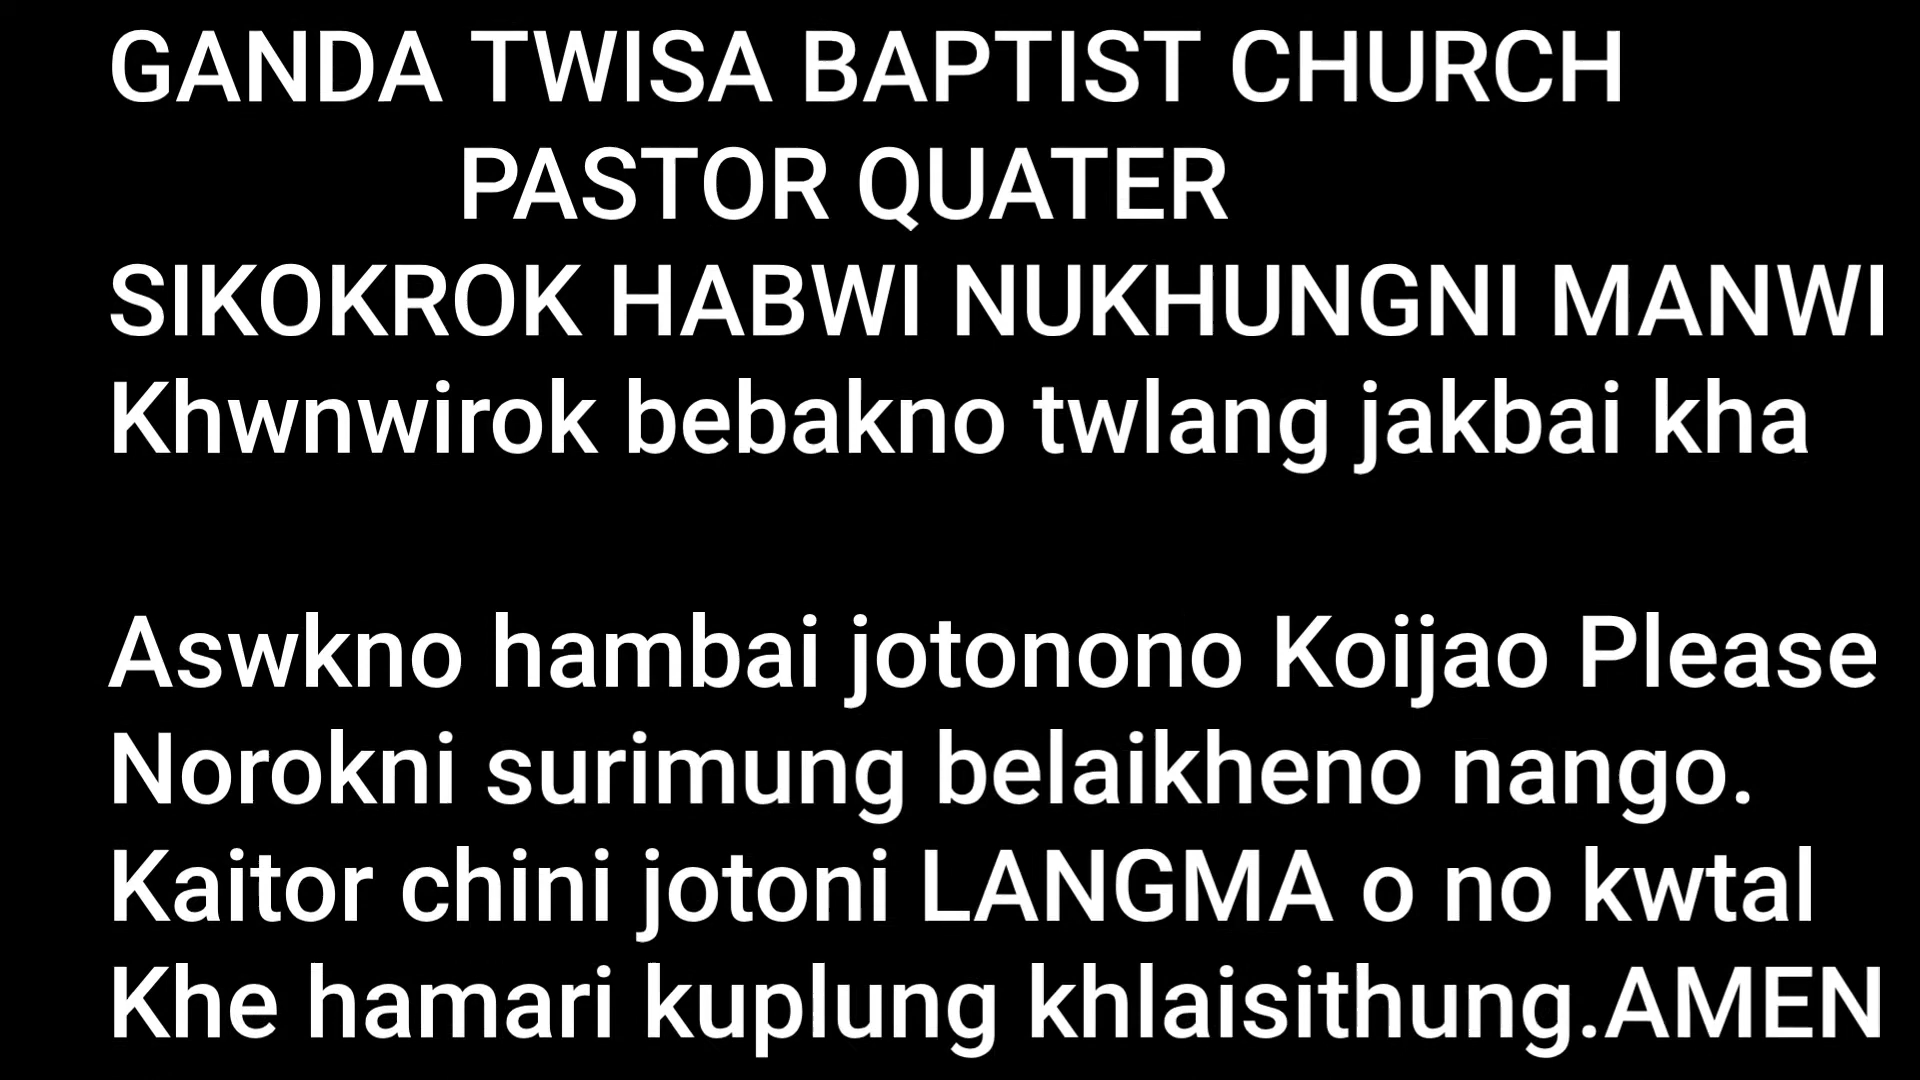 GANDA TWISA BAPTIST CHURCH
PASTOR QUATER
SIKOKROK HABWI NUKHUNGNI MANWI
Khwnwirok bebakno twlang jakbai kha
Aswkno hambai jotonono Koijao Please
Norokni surimung belaikheno nango.
Kaitor chini jotoni LANGMA o no kwtal
Khe hamari kuplung khlaisithung.AMEN